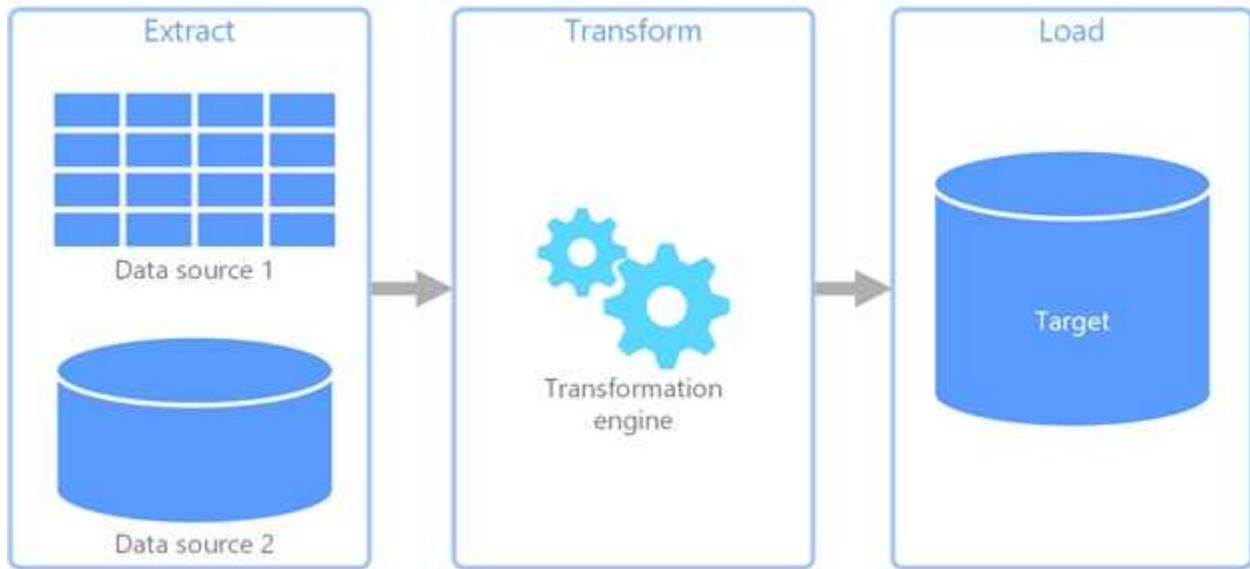 Extract
Data source 1
Data source 2
Transform
Transformation
engine
Load
Target